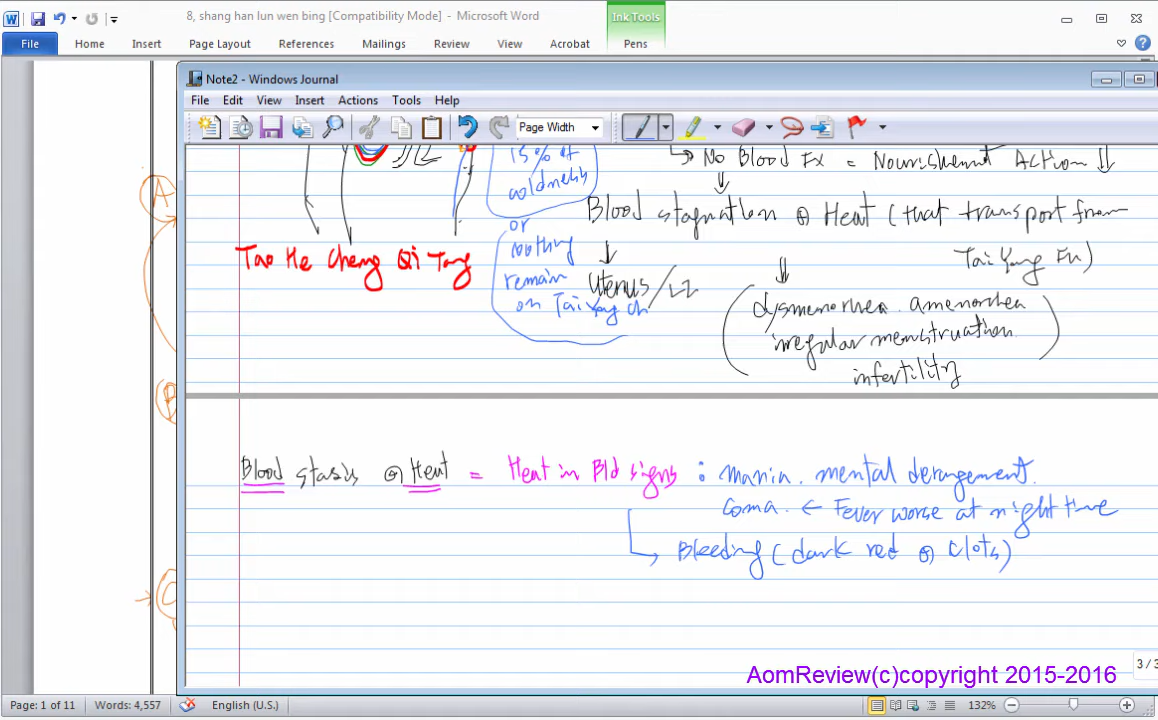 8, shang han lun wen bing [Compatibility Mode] - Microsoft Word
Ink Tools
File Home Insert Page Layout References Mailings Review View Acrobat Pens
Note2 - Windows Journal
File Edit View Insert Actions Tools Help
Page Width
15% of
coldness
or
nothing
remain
on TaiYang ch
No Blood Fx = Nourishment Action
Blood stagnation Heat (that transport from
TaiYang Fu)
Tao He Cheng Qi Tang
Uterus/LI
(dysmenorrhea. amenorrhea
irregular menstruation
infertility)
A
B
C
Blood stasis Heat = Heat in Bld signs : mania. mental derangement.
Coma. ← Fever worse at night time
Bleeding (dark red clots)
AomReview(c)copyright 2015-2016
3/3
Page: 1 of 11 Words: 4,557 English (U.S.) 132%